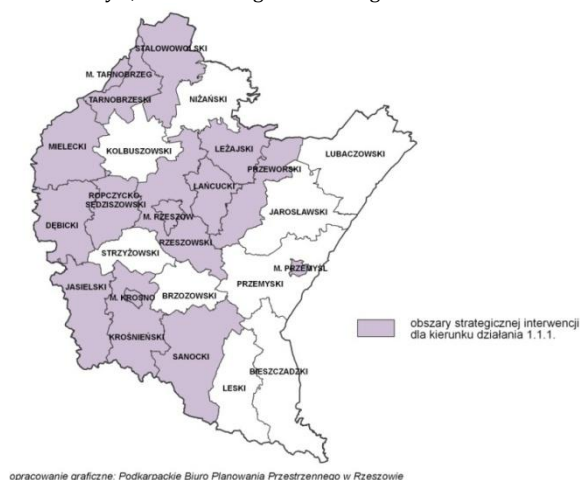 STALOWOWOLSKI
M. TARNOBRZEG
TARNOBRZESKI
NIŻAŃSKI
MIELECKI
KOLBUSZOWSKI
LEŻAJSKI
LUBACZOWSKI
PRZEWORSKI
ROPCZYCKO-
SĘDZISZOWSKI
ŁAŃCUCKI
M. RZESZÓW
JAROSŁAWSKI
DĘBICKI
RZESZOWSKI
STRZYŻOWSKI
M. PRZEMYŚL
JASIELSKI
M. KROSNO
BRZOZOWSKI
PRZEMYSKI
obszary strategicznej interwencji
dla kierunku działania 1.1.1.
KROŚNIEŃSKI
SANOCKI
BIESZCZADZKI
LESKI
opracowanie graficzne: Podkarpackie Biuro Planowania Przestrzennego w Rzeszowie